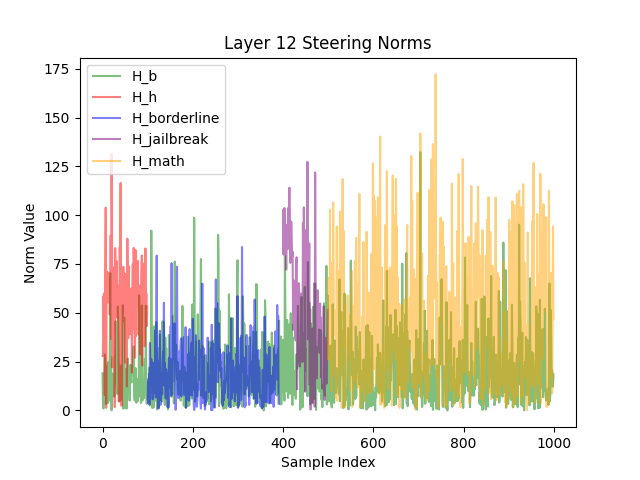 Layer 12 Steering Norms
H_b
H_h
H_borderline
H_jailbreak
H_math
Norm Value
175
150
125
100
75
50
25
0
0 200 400 600 800 1000
Sample Index